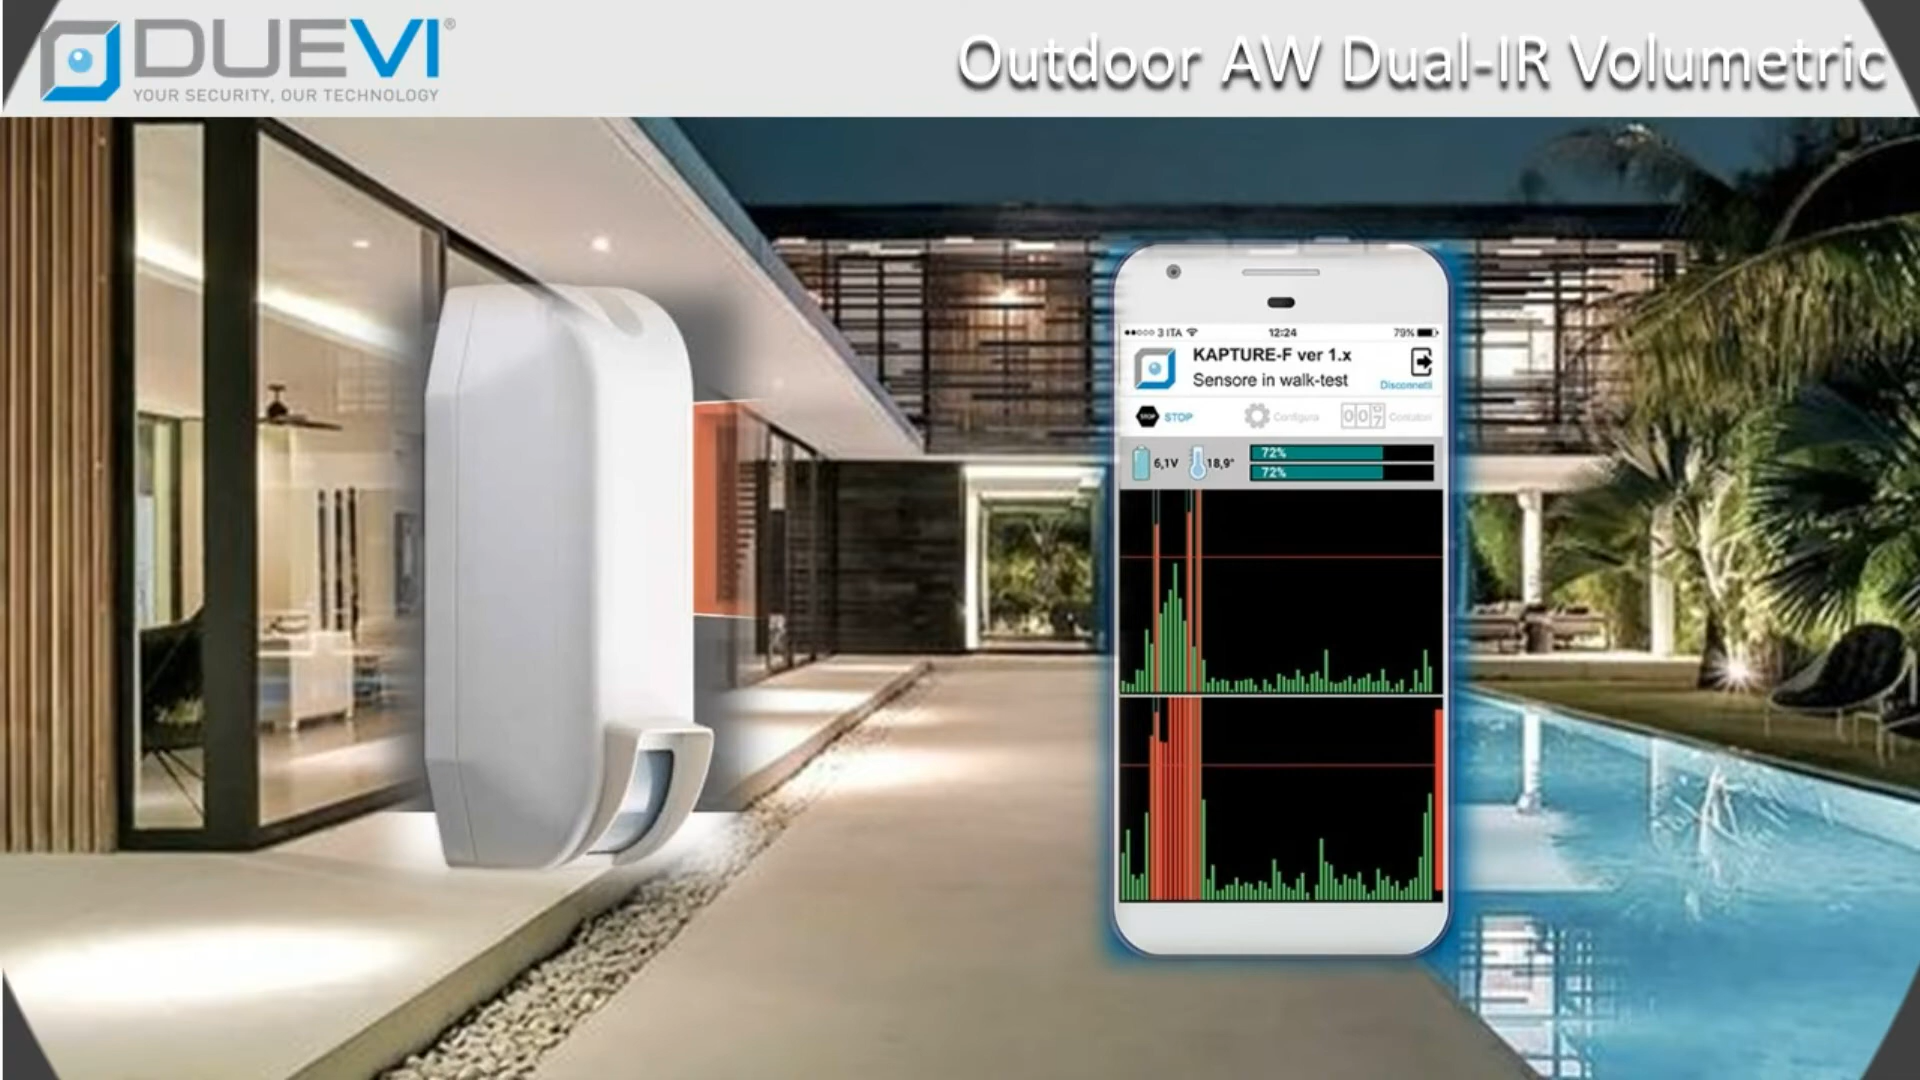 DUEVI®
YOUR SECURITY, OUR TECHNOLOGY
Outdoor AW Dual-IR Volumetric
3 ITA
12:24
79%
KAPTURE-F ver 1.x
Sensore in walk-test
Disconnetti
STOP
STOP
Configura
007
Contatori
6,1V
18,9°
72%
72%